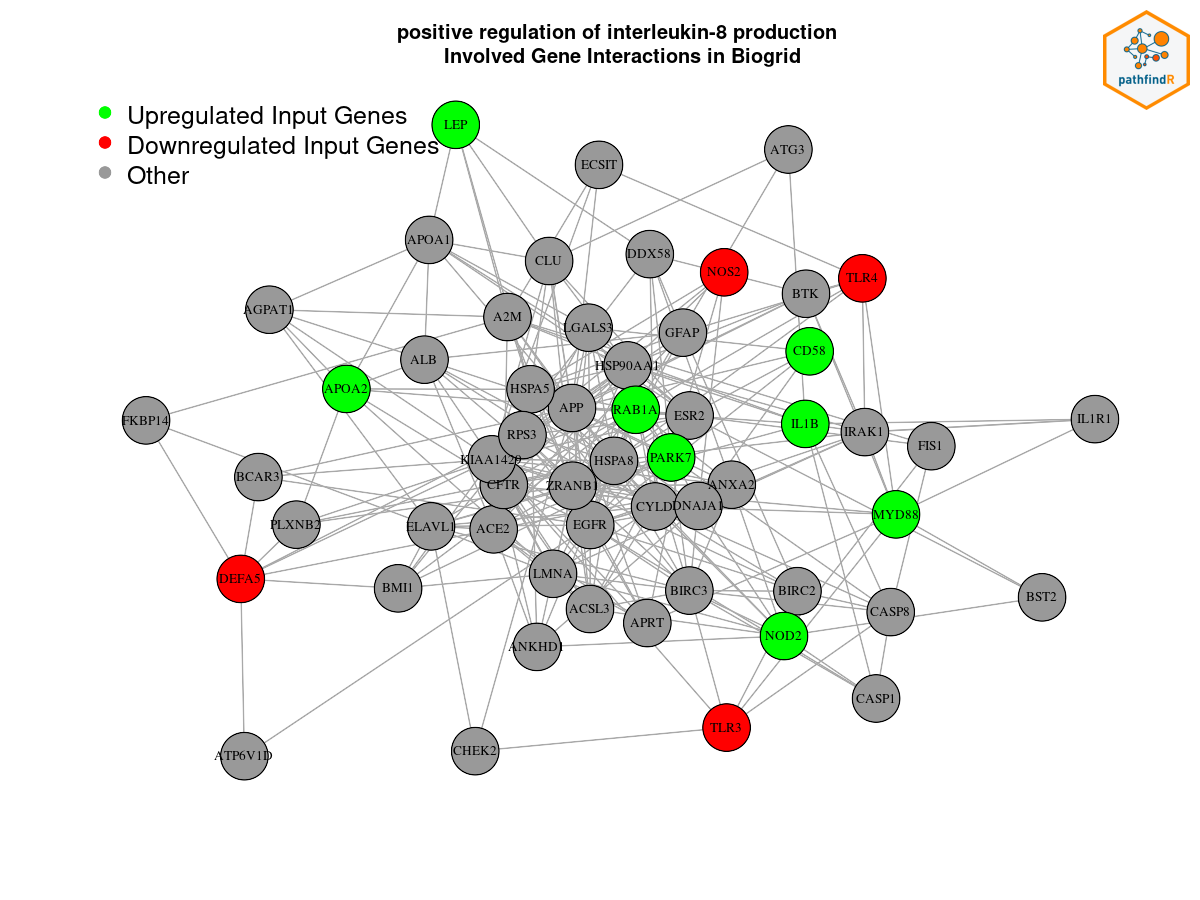 positive regulation of interleukin-8 production
Involved Gene Interactions in Biogrid
pathfindR
Upregulated Input Genes
Downregulated Input Genes
Other
LEP
ECSIT
ATG3
APOA1
CLU
DDX58
NOS2
TLR4
BTK
AGPAT1
A2M
LGALS3
GFAP
CD58
ALB
HSP90AA1
APOA2
HSPA5
APP
RAB1A
ESR2
FKBP14
IL1B
IRAK1
IL1R1
RPS3
FIS1
KIAA1429
HSPA8
PARK7
BCAR3
CFTR
ZRANB1
ANXA2
CYLD
DNAJA1
MYD88
PLXNB2
ELAVL1
ACE2
EGFR
DEFA5
BMI1
LMNA
BIRC3
BIRC2
BST2
ACSL3
APRT
CASP8
NOD2
ANKHD1
CASP1
TLR3
ATP6V1D
CHEK2